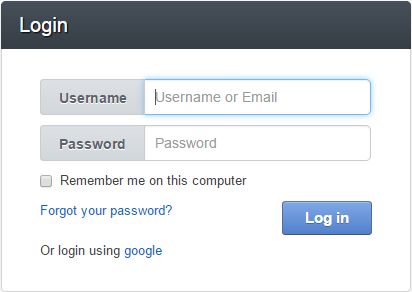 Login
Username Username or Email
Password Password
Remember me on this computer
Forgot your password? Log in
Or login using google